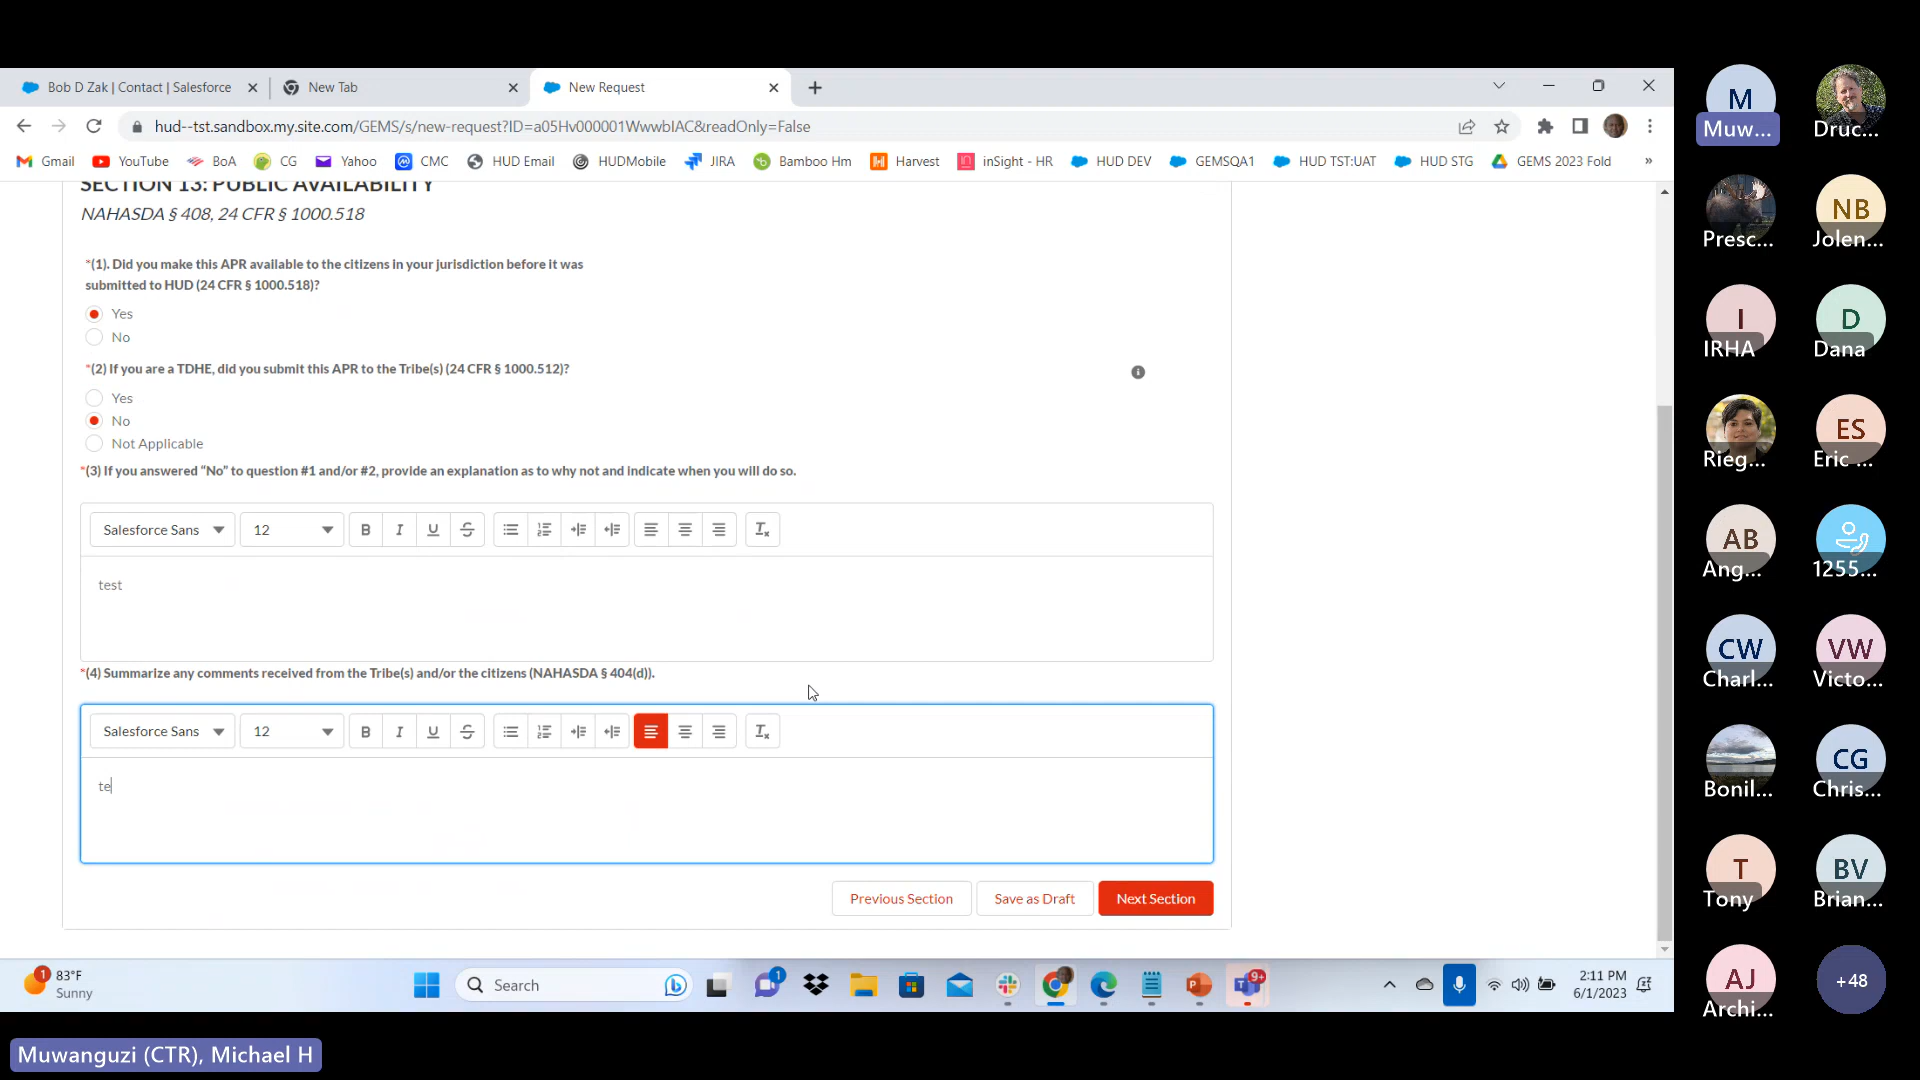 Bob D Zak | Contact | Salesforce
New Tab
New Request
hud--tst.sandbox.my.site.com/GEMS/s/new-request?ID=a05Hv000001WwwbIAC&readOnly=False
Gmail YouTube BoA CG Yahoo CMC HUD Email HUDMobile JIRA Bamboo Hm Harvest inSight - HR HUD DEV GEMSQA1 HUD TST:UAT HUD STG GEMS 2023 Fold »
SECTION 13: PUBLIC AVAILABILITY
NAHASDA § 408, 24 CFR § 1000.518
*(1). Did you make this APR available to the citizens in your jurisdiction before it was
submitted to HUD (24 CFR § 1000.518)?
Yes
No
*(2) If you are a TDHE, did you submit this APR to the Tribe(s) (24 CFR § 1000.512)?
Yes
No
Not Applicable
*(3) If you answered “No” to question #1 and/or #2, provide an explanation as to why not and indicate when you will do so.
Salesforce Sans 12 B I U S
test
*(4) Summarize any comments received from the Tribe(s) and/or the citizens (NAHASDA § 404(d)).
Salesforce Sans 12 B I U S
te
Previous Section Save as Draft Next Section
1 83°F
Sunny
Search
1
9+
2:11 PM
6/1/2023
M
Muw...
Druc...
Presc...
NB
Jolen...
I
IRHA
D
Dana
Rieg...
ES
Eric ...
AB
Ang...
1255...
CW
Charl...
VW
Victo...
Bonil...
CG
Chris...
T
Tony
BV
Brian...
AJ
Archi...
+48
Muwanguzi (CTR), Michael H